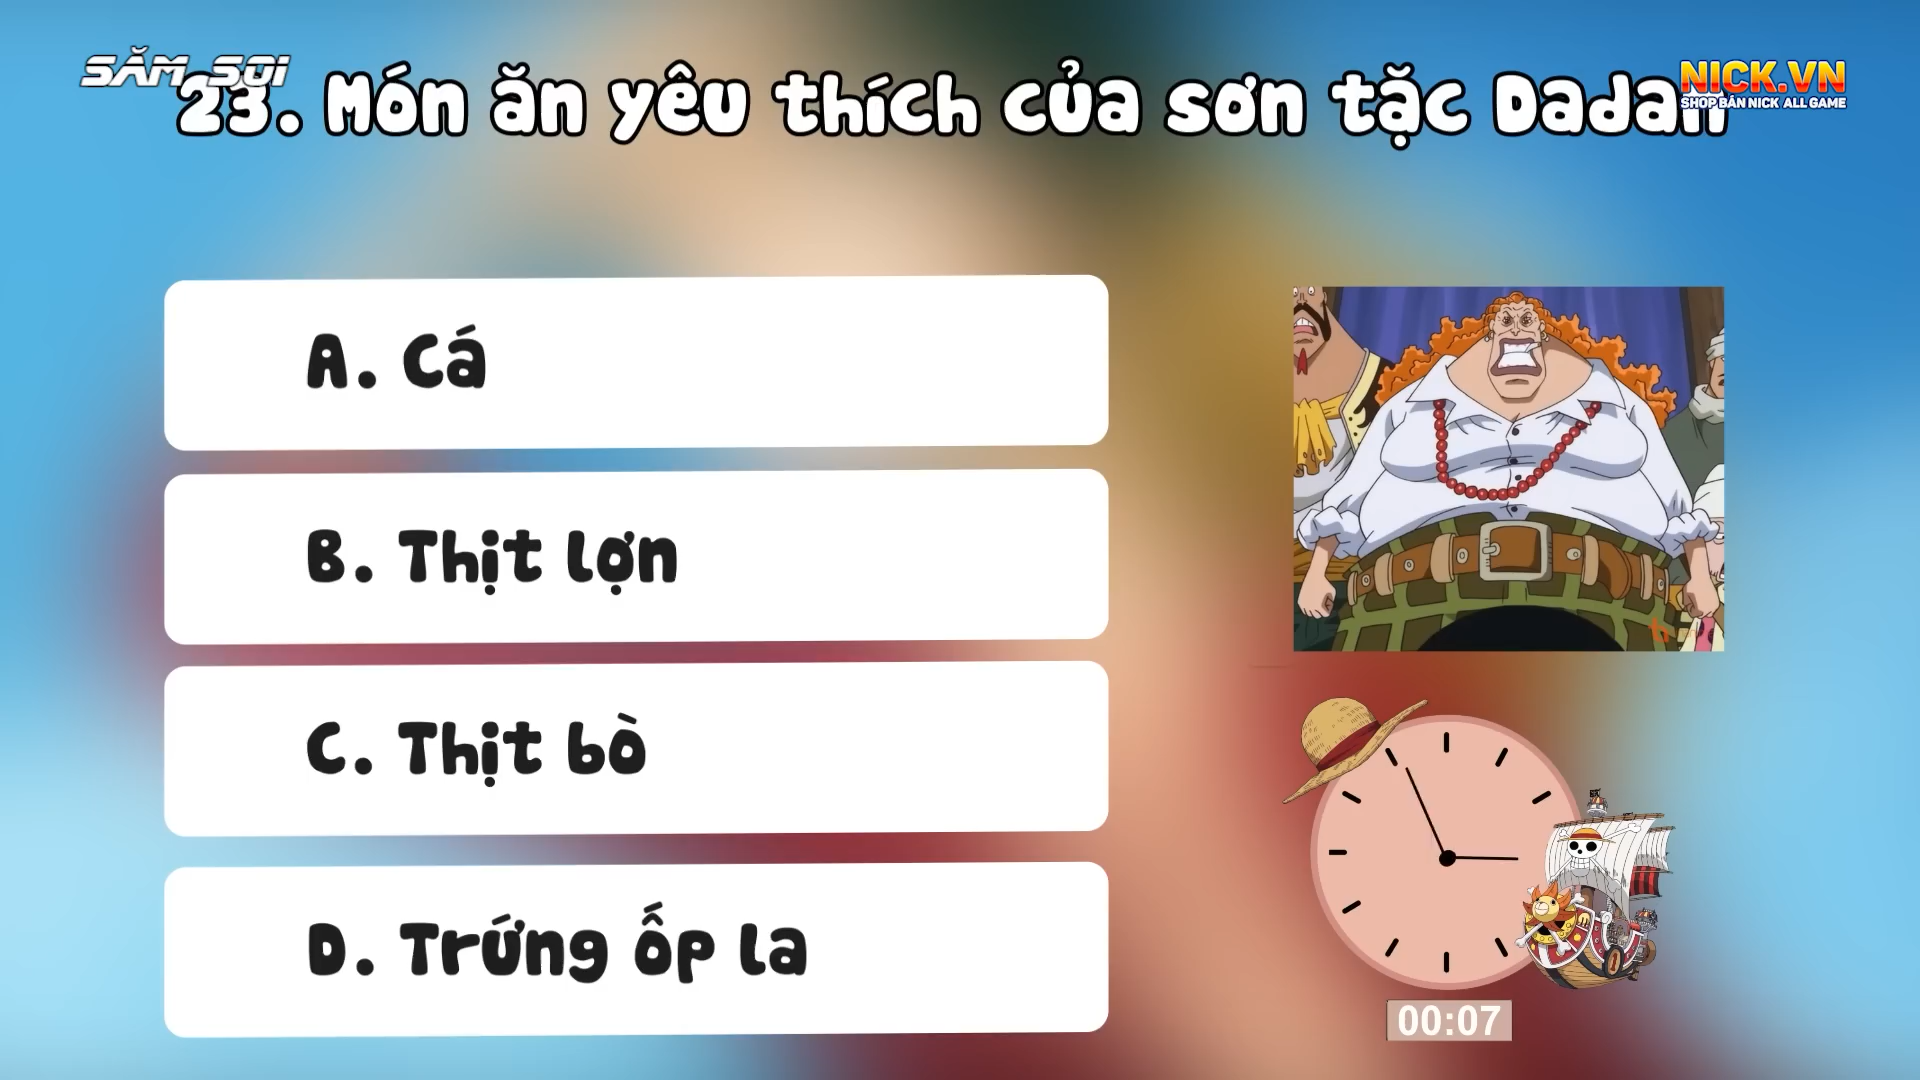 SĂM SOI
NICK.VN
SHOP BÁN NICK ALL GAME
23. Món ăn yêu thích của sơn tặc Dadan
A. Cá
B. Thịt lợn
C. Thịt bò
D. Trứng ốp la
00:07